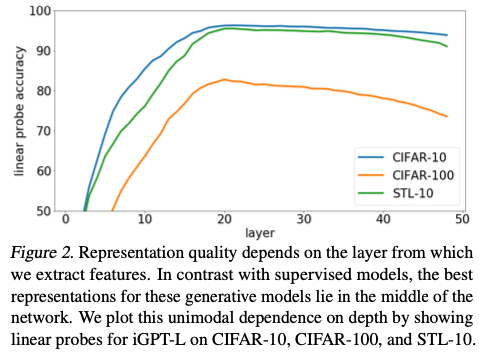 100
90
80
70
60
50
linear probe accuracy
CIFAR-10
CIFAR-100
STL-10
0 10 20 30 40 50
layer
Figure 2. Representation quality depends on the layer from which
we extract features. In contrast with supervised models, the best
representations for these generative models lie in the middle of the
network. We plot this unimodal dependence on depth by showing
linear probes for iGPT-L on CIFAR-10, CIFAR-100, and STL-10.